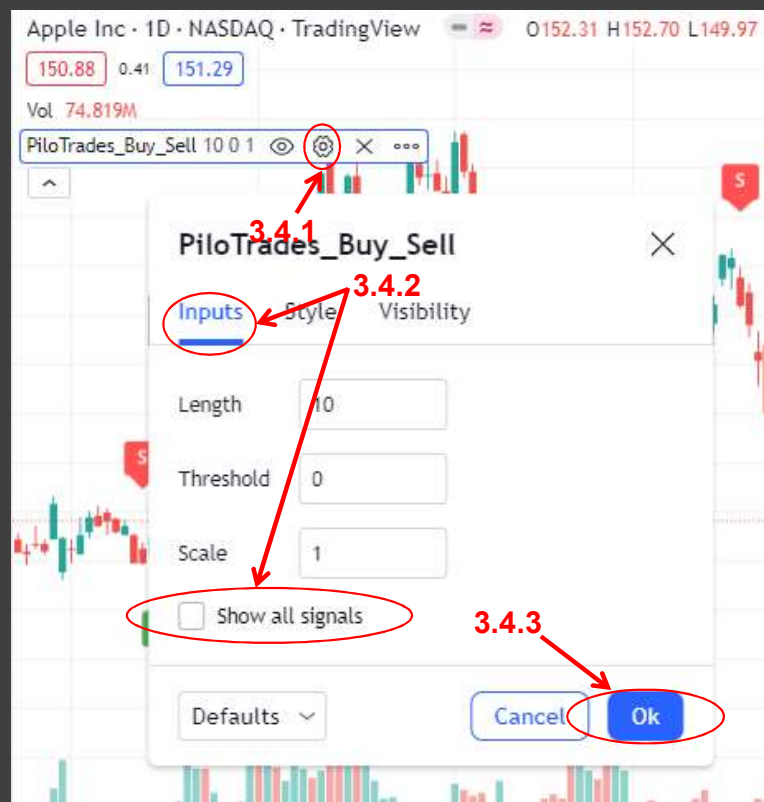 Apple Inc · 1D · NASDAQ · TradingView O152.31 H152.70 L149.97
150.88 0.41 151.29
Vol 74.819M
PiloTrades_Buy_Sell 10 0 1
S
3.4.1
PiloTrades_Buy_Sell
3.4.2
Inputs Style Visibility
Length 10
S
Threshold 0
Scale 1
Show all signals
3.4.3
Defaults Cancel Ok